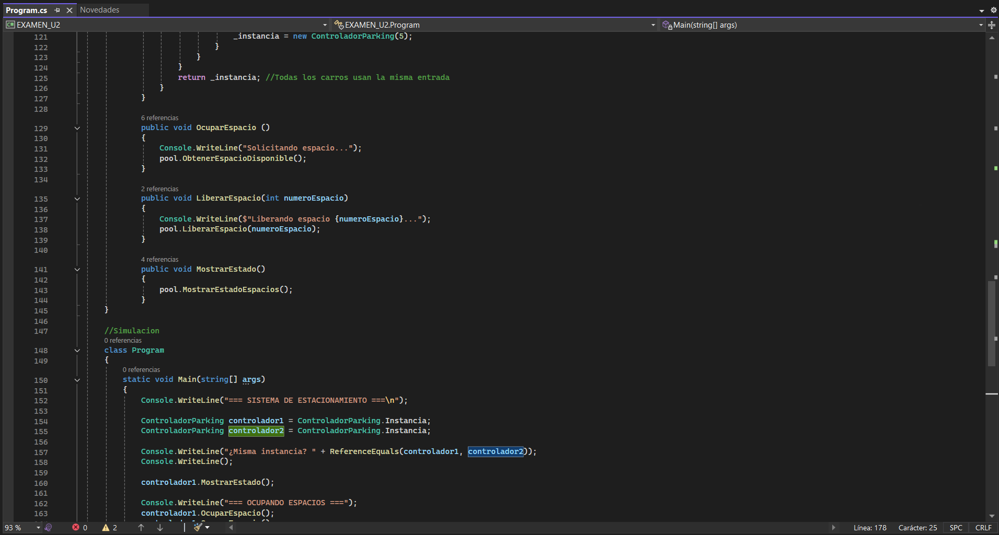 Program.cs Novedades
EXAMEN_U2 EXAMEN_U2.Program Main(string[] args)
121 _instancia = new ControladorParking(5);
122 }
123 }
124 }
125 return _instancia; //Todas los carros usan la misma entrada
126 }
127 }
128
6 referencias
129 public void OcuparEspacio ()
130 {
131 Console.WriteLine("Solicitando espacio...");
132 pool.ObtenerEspacioDisponible();
133 }
134
2 referencias
135 public void LiberarEspacio(int numeroEspacio)
136 {
137 Console.WriteLine($"Liberando espacio {numeroEspacio}...");
138 pool.LiberarEspacio(numeroEspacio);
139 }
140
4 referencias
141 public void MostrarEstado()
142 {
143 pool.MostrarEstadoEspacios();
144 }
145 }
146
147 //Simulacion
0 referencias
148 class Program
149 {
0 referencias
150 static void Main(string[] args)
151 {
152 Console.WriteLine("=== SISTEMA DE ESTACIONAMIENTO ===\n");
153
154 ControladorParking controlador1 = ControladorParking.Instancia;
155 ControladorParking controlador2 = ControladorParking.Instancia;
156
157 Console.WriteLine("¿Misma instancia? " + ReferenceEquals(controlador1, controlador2));
158 Console.WriteLine();
159
160 controlador1.MostrarEstado();
161
162 Console.WriteLine("=== OCUPANDO ESPACIOS ===");
163 controlador1.OcuparEspacio();
93 % 0 2 Línea: 178 Carácter: 25 SPC CRLF